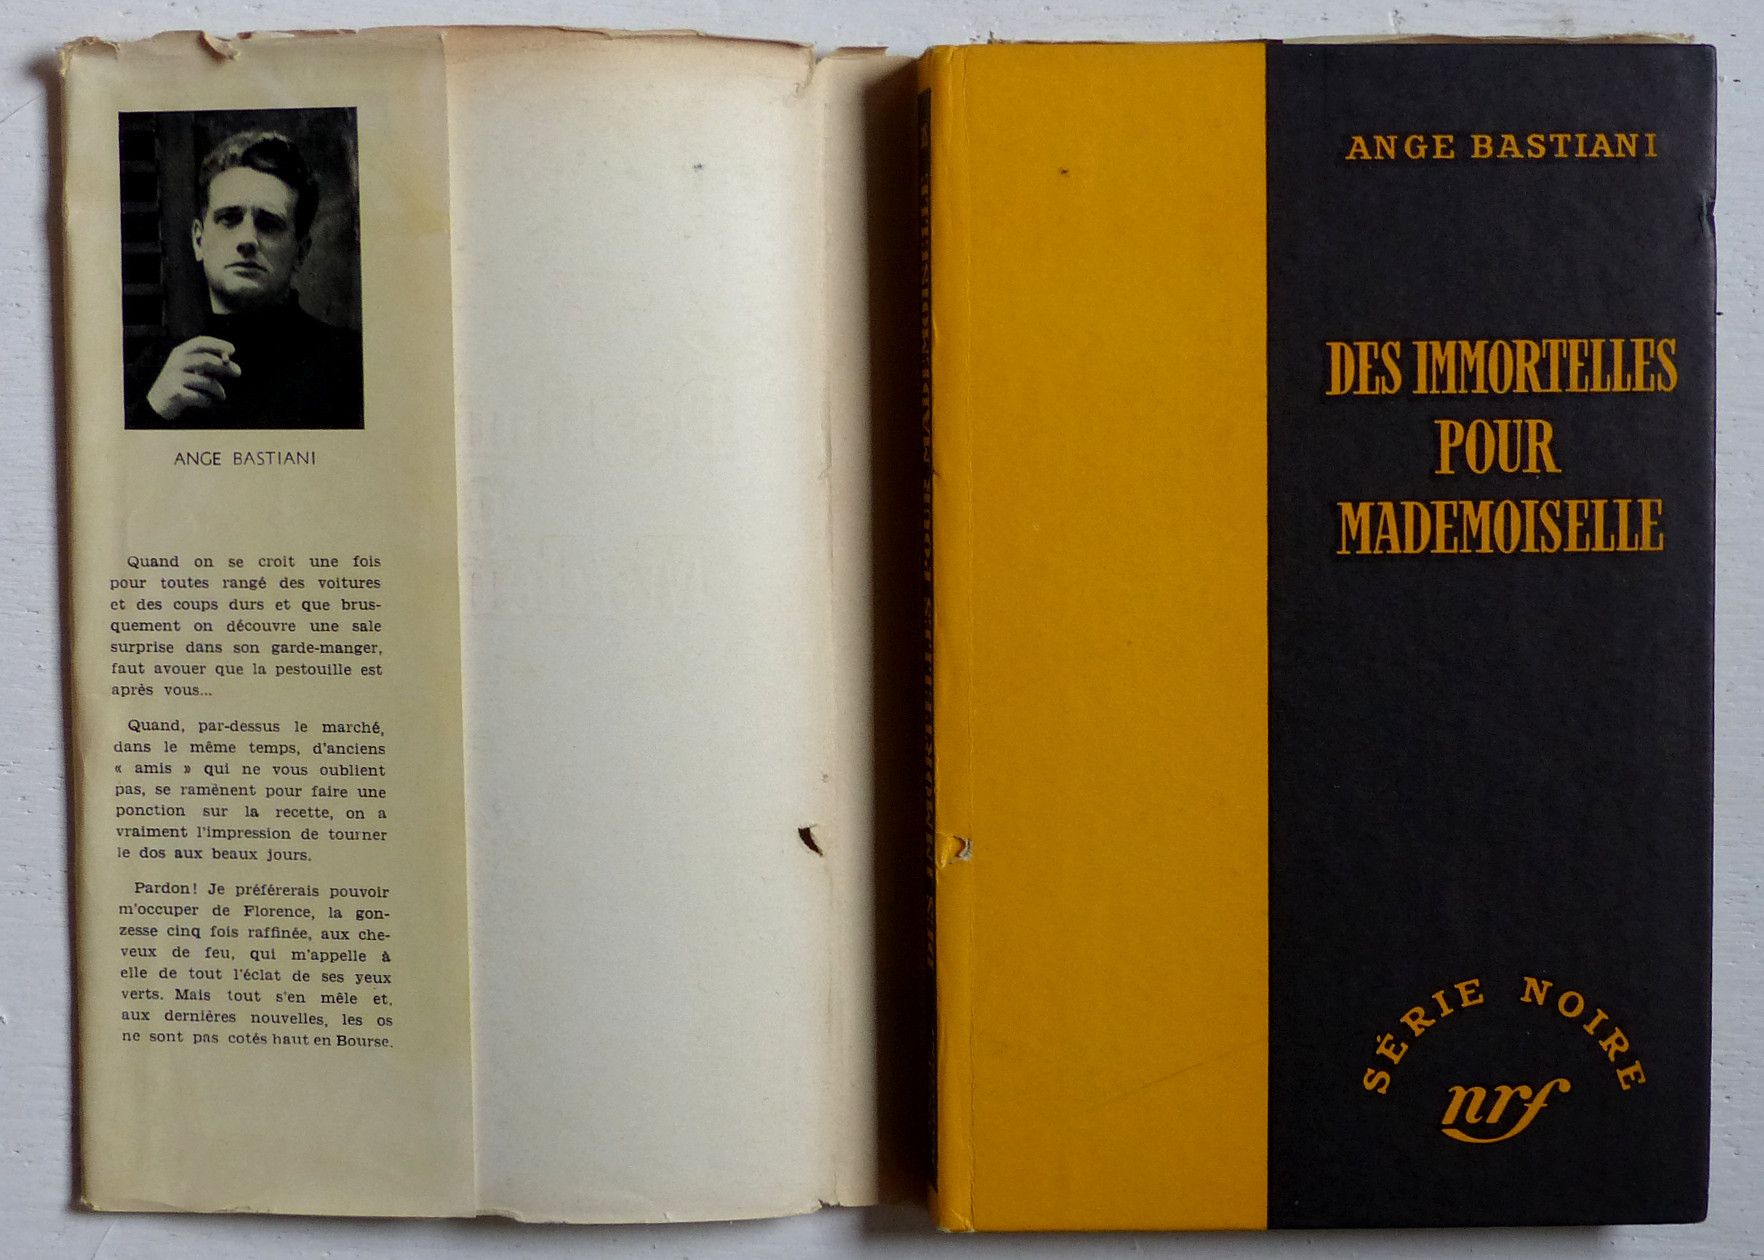 ANGE BASTIANI
Quand on se croit une fois
pour toutes rangé des voitures
et des coups durs et que brus-
quement on découvre une sale
surprise dans son garde-manger,
faut avouer que la pestouille est
après vous...
Quand, par-dessus le marché,
dans le même temps, d'anciens
« amis » qui ne vous oublient
pas, se ramènent pour faire une
ponction sur la recette, on a
vraiment l'impression de tourner
le dos aux beaux jours.
Pardon! Je préférerais pouvoir
m'occuper de Florence, la gon-
zesse cinq fois raffinée, aux che-
veux de feu, qui m'appelle à
elle de tout l'éclat de ses yeux
verts. Mais tout s'en mêle et,
aux dernières nouvelles, les os
ne sont pas cotés haut en Bourse.
DES IMMORTELLES POUR MADEMOISELLE
ANGE BASTIANI
DES IMMORTELLES
POUR
MADEMOISELLE
SÉRIE NOIRE
nrf